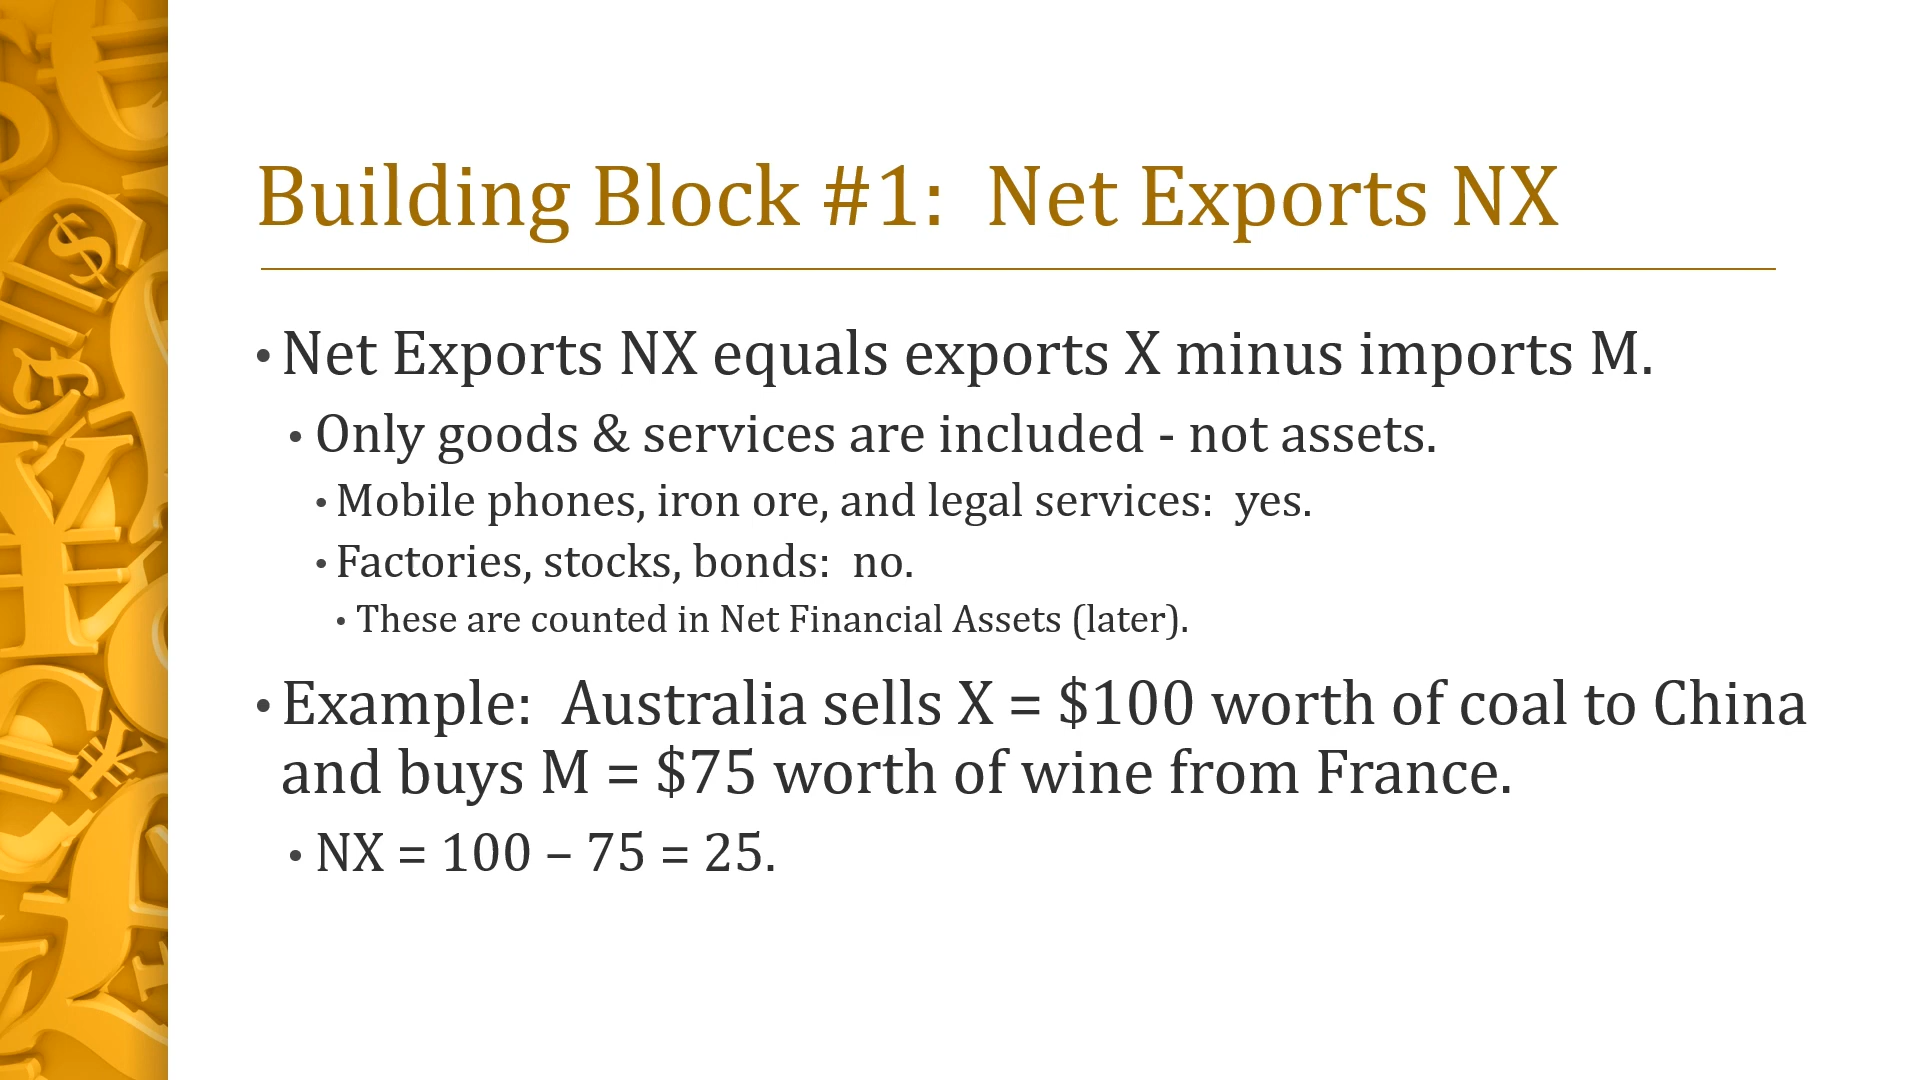 Building Block #1:  Net Exports NX
• Net Exports NX equals exports X minus imports M.
• Only goods & services are included - not assets.
• Mobile phones, iron ore, and legal services:  yes.
• Factories, stocks, bonds:  no.
• These are counted in Net Financial Assets (later).
• Example:  Australia sells X = $100 worth of coal to China
and buys M = $75 worth of wine from France.
• NX = 100 – 75 = 25.